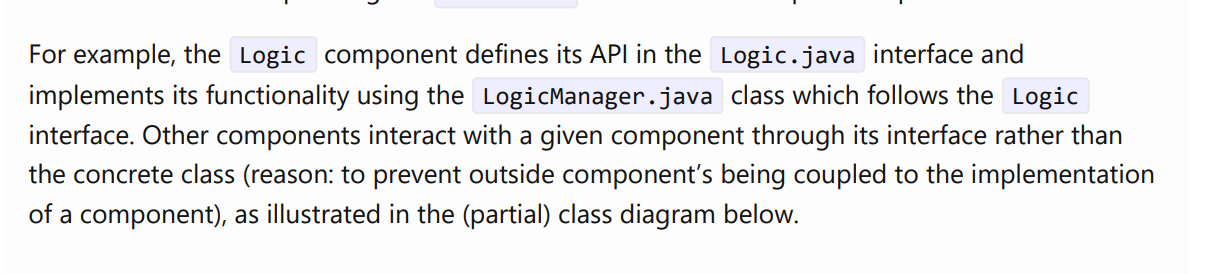 For example, the Logic component defines its API in the Logic.java interface and
implements its functionality using the LogicManager.java class which follows the Logic
interface. Other components interact with a given component through its interface rather than
the concrete class (reason: to prevent outside component's being coupled to the implementation
of a component), as illustrated in the (partial) class diagram below.